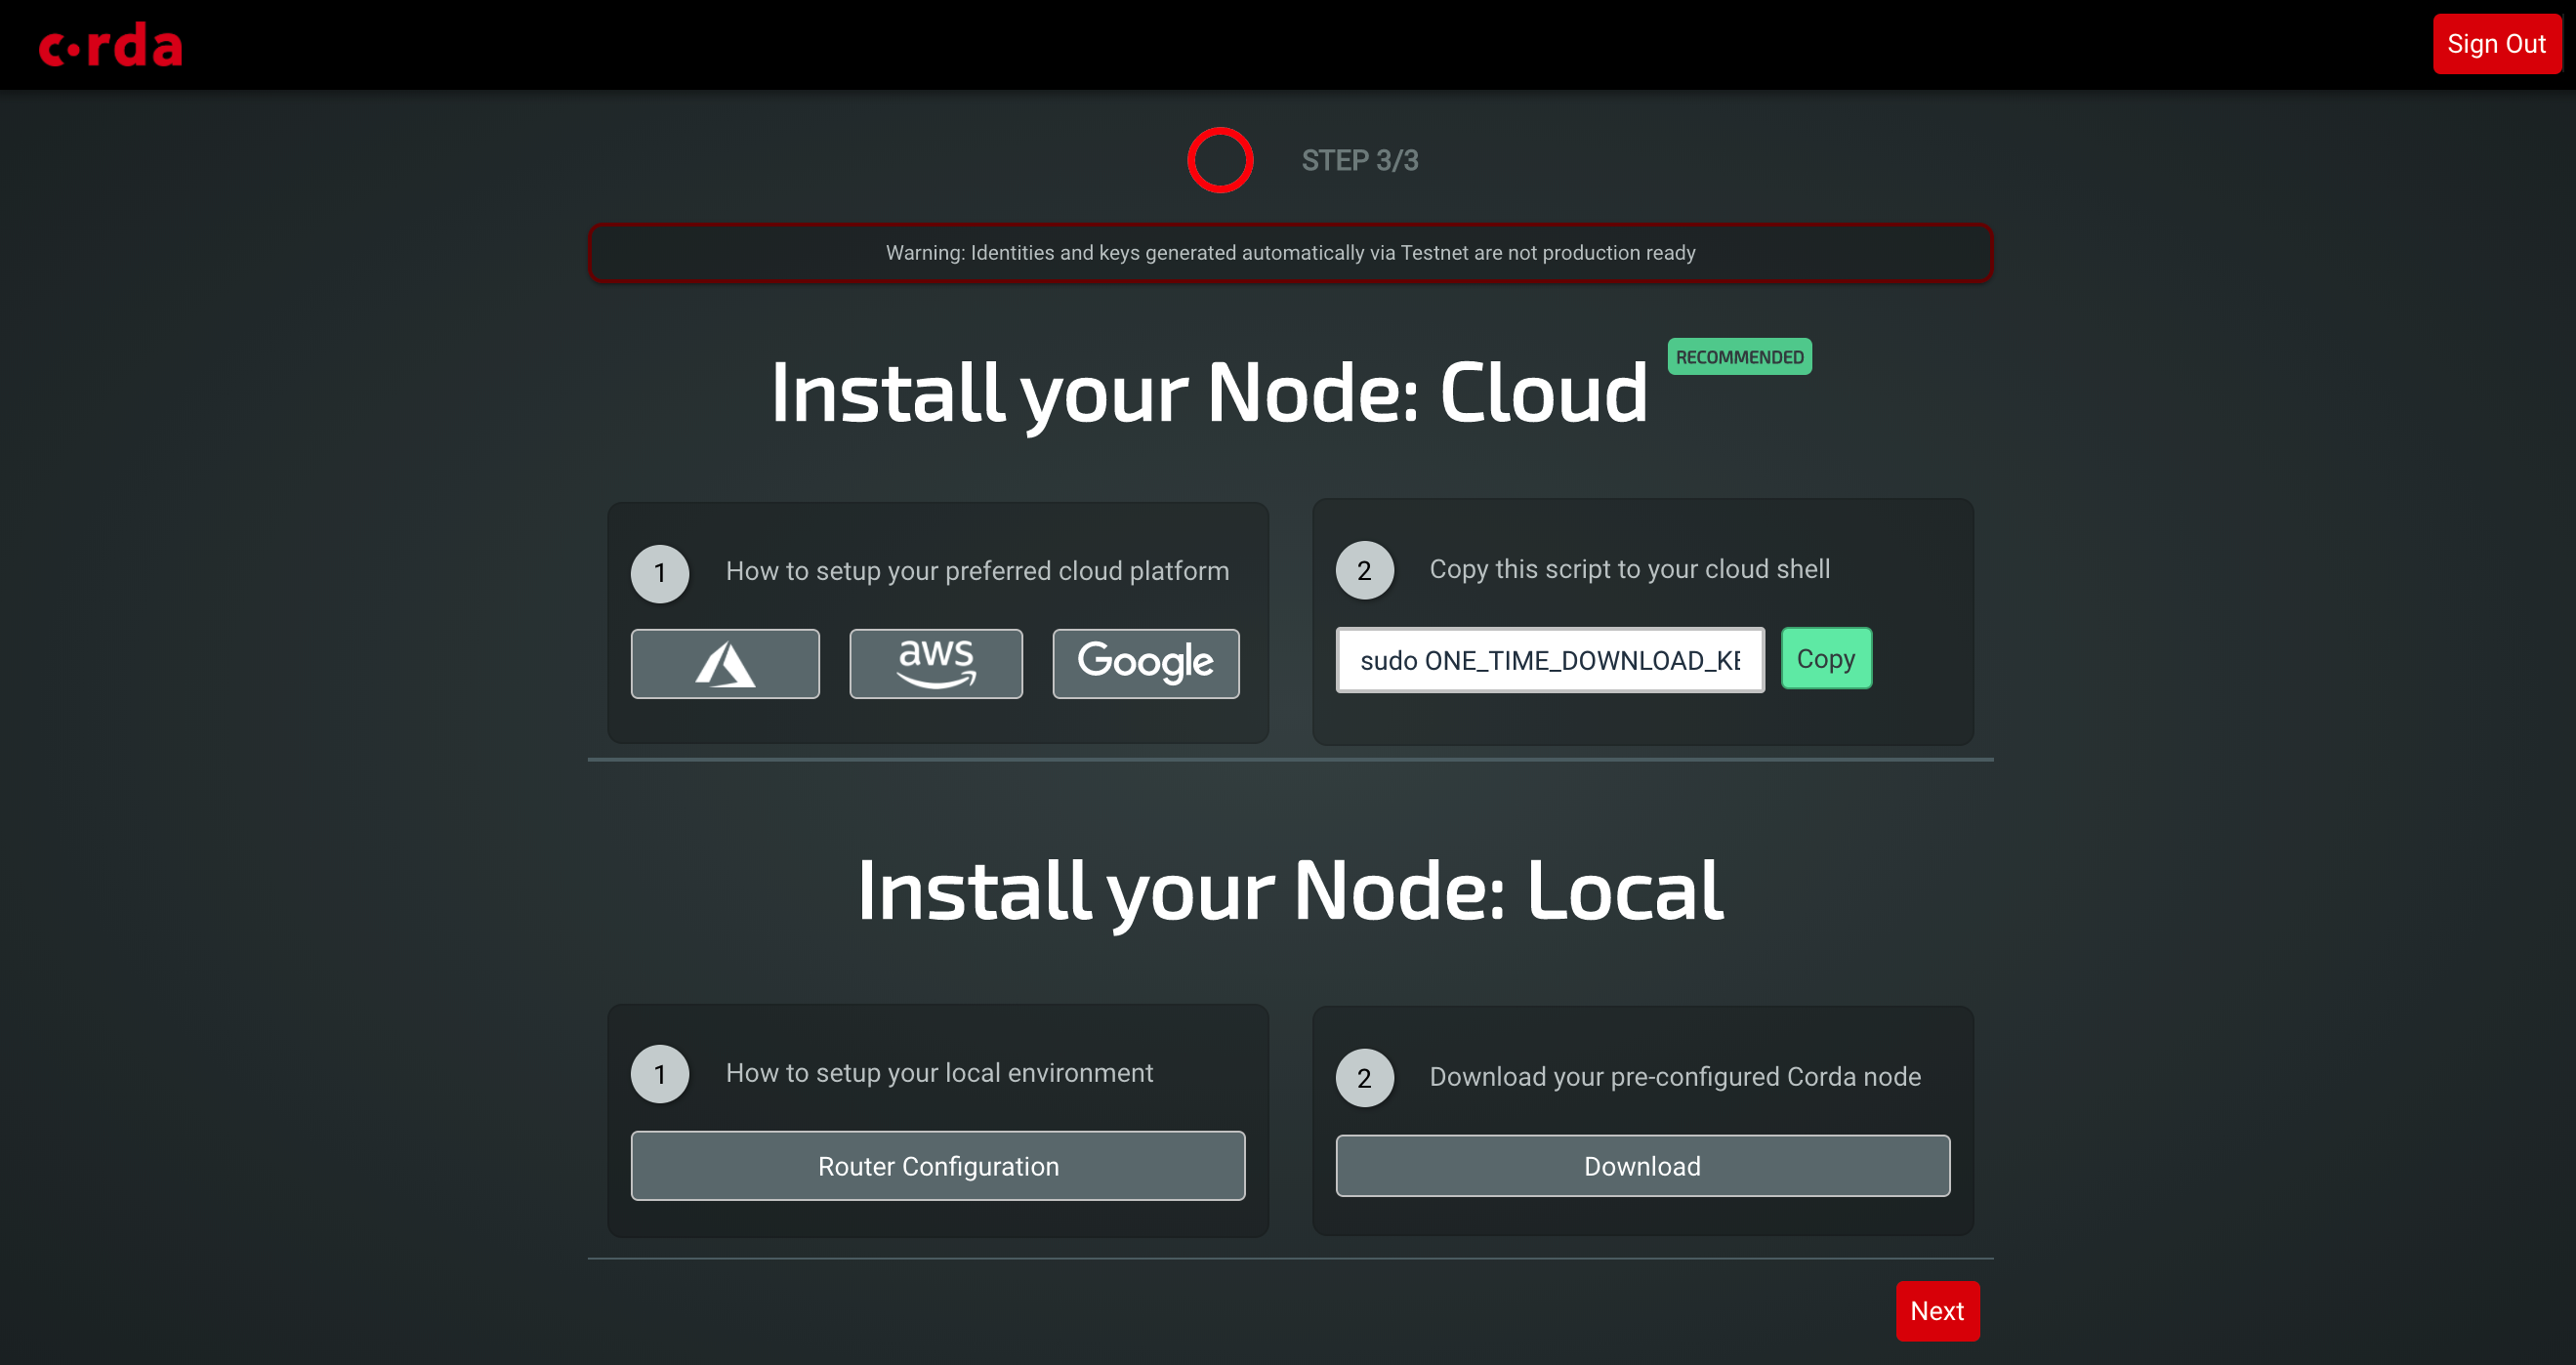 corda
Sign Out
STEP 3/3
Warning: Identities and keys generated automatically via Testnet are not production ready
Install your Node: Cloud
RECOMMENDED
1
How to setup your preferred cloud platform
aws
Google
2
Copy this script to your cloud shell
sudo ONE_TIME_DOWNLOAD_KE
Copy
Install your Node: Local
1
How to setup your local environment
Router Configuration
2
Download your pre-configured Corda node
Download
Next